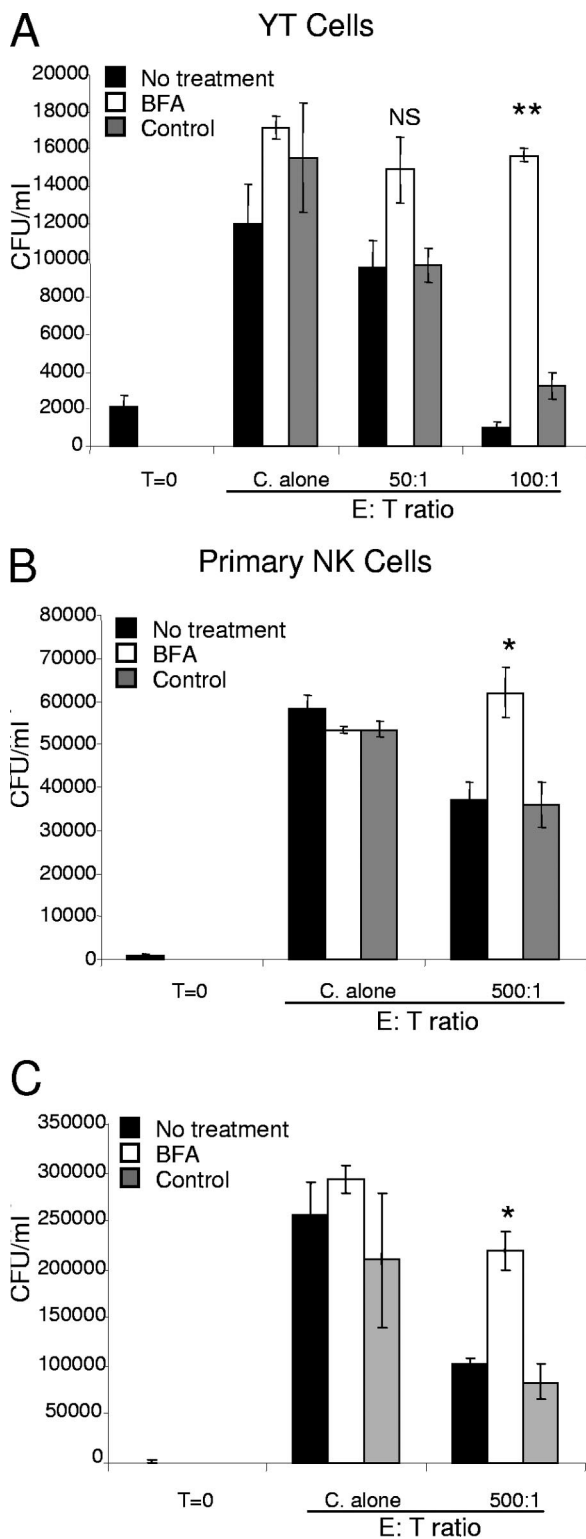 A
YT Cells
20000
18000
16000
14000
12000
10000
8000
6000
4000
2000
0
CFU/ml
No treatment
BFA
Control
NS
**
T=0 C. alone 50:1 100:1
E: T ratio
B
Primary NK Cells
80000
70000
60000
50000
40000
30000
20000
10000
0
CFU/ml
No treatment
BFA
Control
*
T=0 C. alone 500:1
E: T ratio
C
350000
300000
250000
200000
150000
100000
50000
0
CFU/ml
No treatment
BFA
Control
*
T=0 C. alone 500:1
E: T ratio